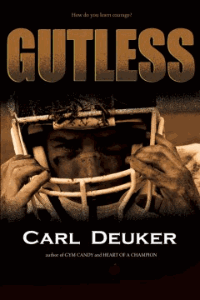 How do you learn courage?
GUTLESS
CARL DEUKER
author of GYM CANDY and HEART OF A CHAMPION